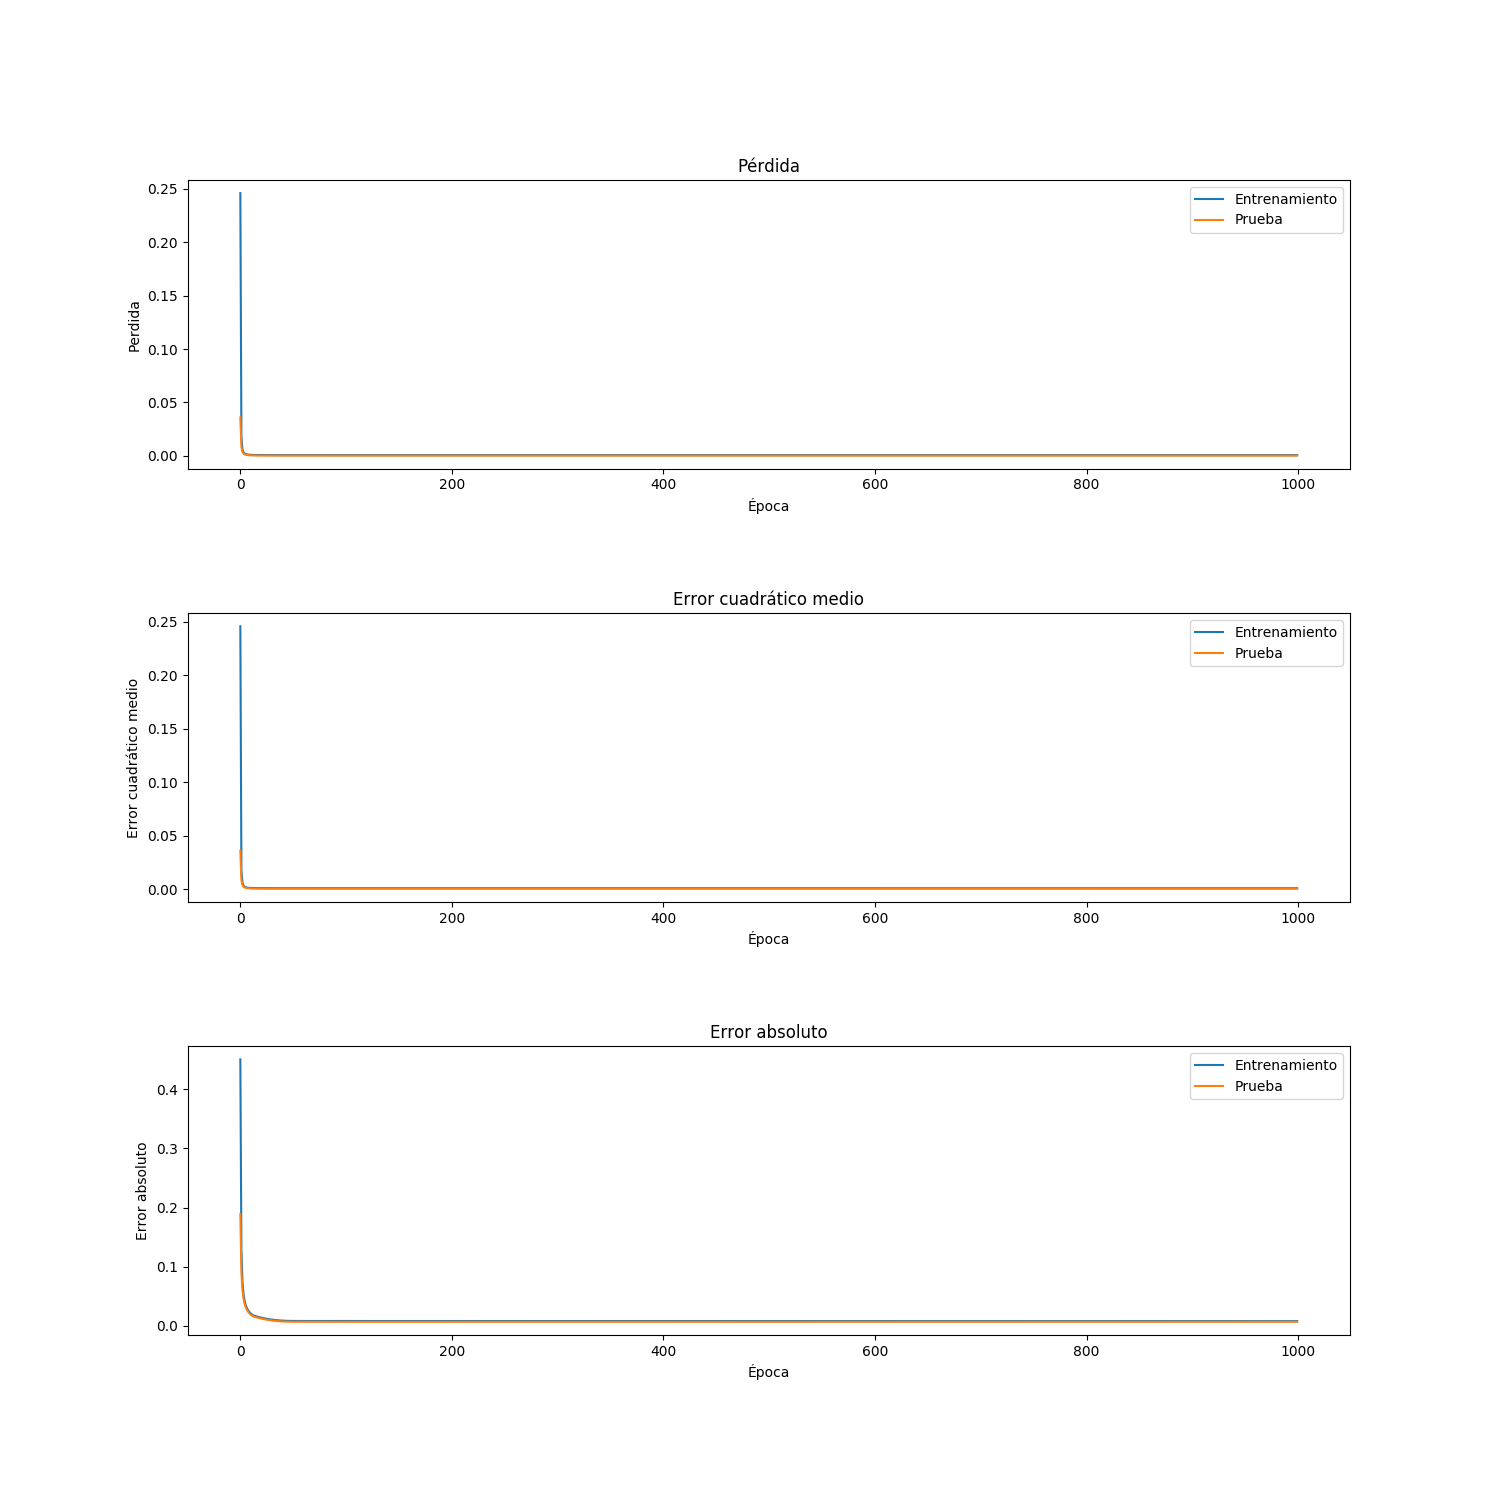 Pérdida
0.25
0.20
0.15
0.10
0.05
0.00
Perdida
Entrenamiento
Prueba
0 200 400 600 800 1000
Época
Error cuadrático medio
0.25
0.20
0.15
0.10
0.05
0.00
Error cuadrático medio
Entrenamiento
Prueba
0 200 400 600 800 1000
Época
Error absoluto
0.4
0.3
0.2
0.1
0.0
Error absoluto
Entrenamiento
Prueba
0 200 400 600 800 1000
Época